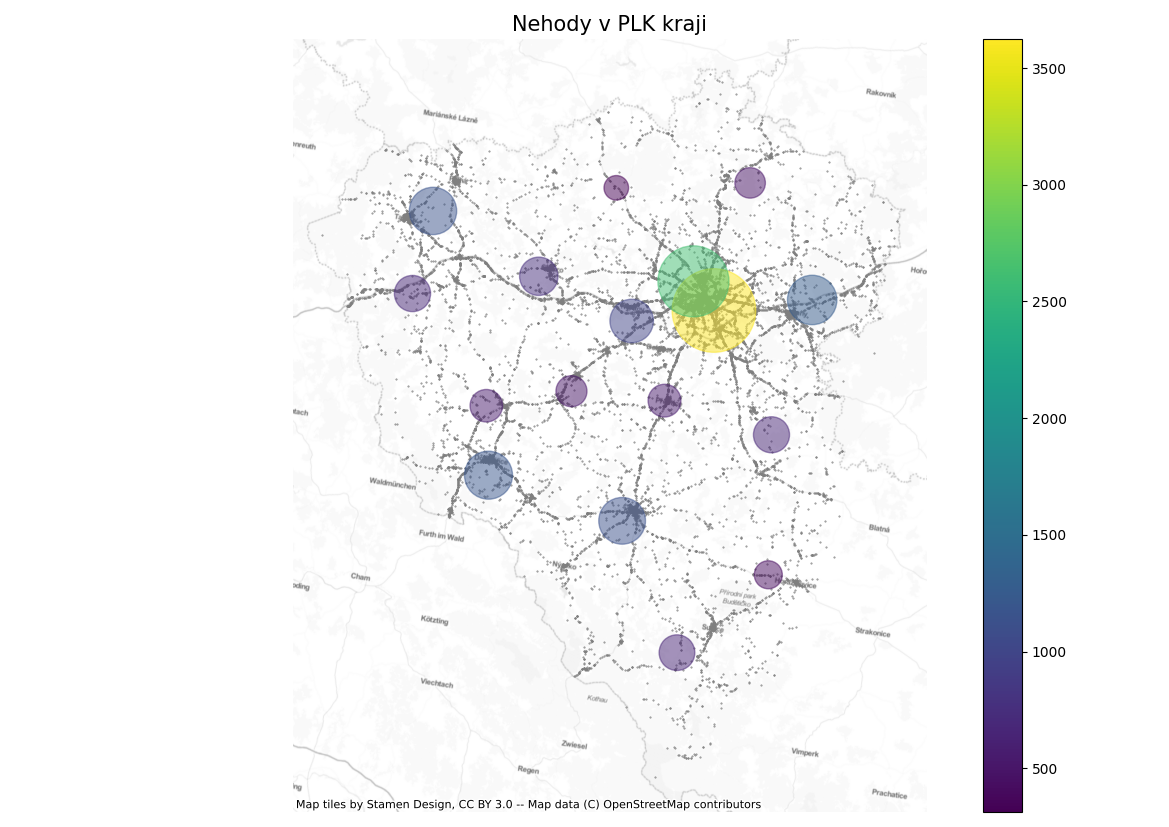 Nehody v PLK kraji
Rakovník
Mariánské Lázně
nreuth
Hořo
tach
Waldmünchen
Furth im Wald
Blatná
Cham
Přírodní park
Buděticko
Kötzting
Strakonice
Viechtach
Zwiesel
Vimperk
Regen
Prachatice
ng
Map tiles by Stamen Design, CC BY 3.0 -- Map data (C) OpenStreetMap contributors
3500
3000
2500
2000
1500
1000
500